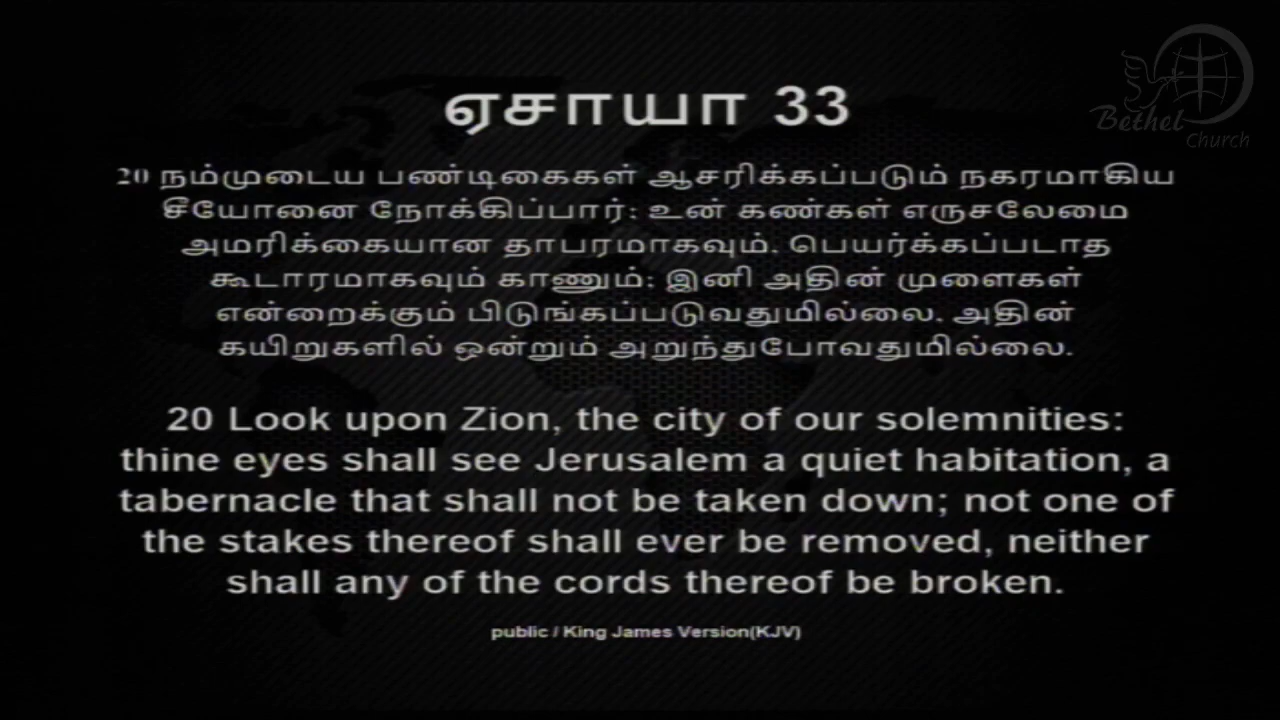 Bethel
Church
ஏசாயா 33
20 நம்முடைய பண்டிகைகள் ஆசரிக்கப்படும் நகரமாகிய
சீயோனை நோக்கிப்பார்; உன் கண்கள் எருசலேமை
அமரிக்கையான தாபரமாகவும், பெயர்க்கப்படாத
கூடாரமாகவும் காணும்; இனி அதின் முளைகள்
என்றைக்கும் பிடுங்கப்படுவதுமில்லை, அதின்
கயிறுகளில் ஒன்றும் அறுந்துபோவதுமில்லை.
20 Look upon Zion, the city of our solemnities:
thine eyes shall see Jerusalem a quiet habitation, a
tabernacle that shall not be taken down; not one of
the stakes thereof shall ever be removed, neither
shall any of the cords thereof be broken.
public / King James Version(KJV)